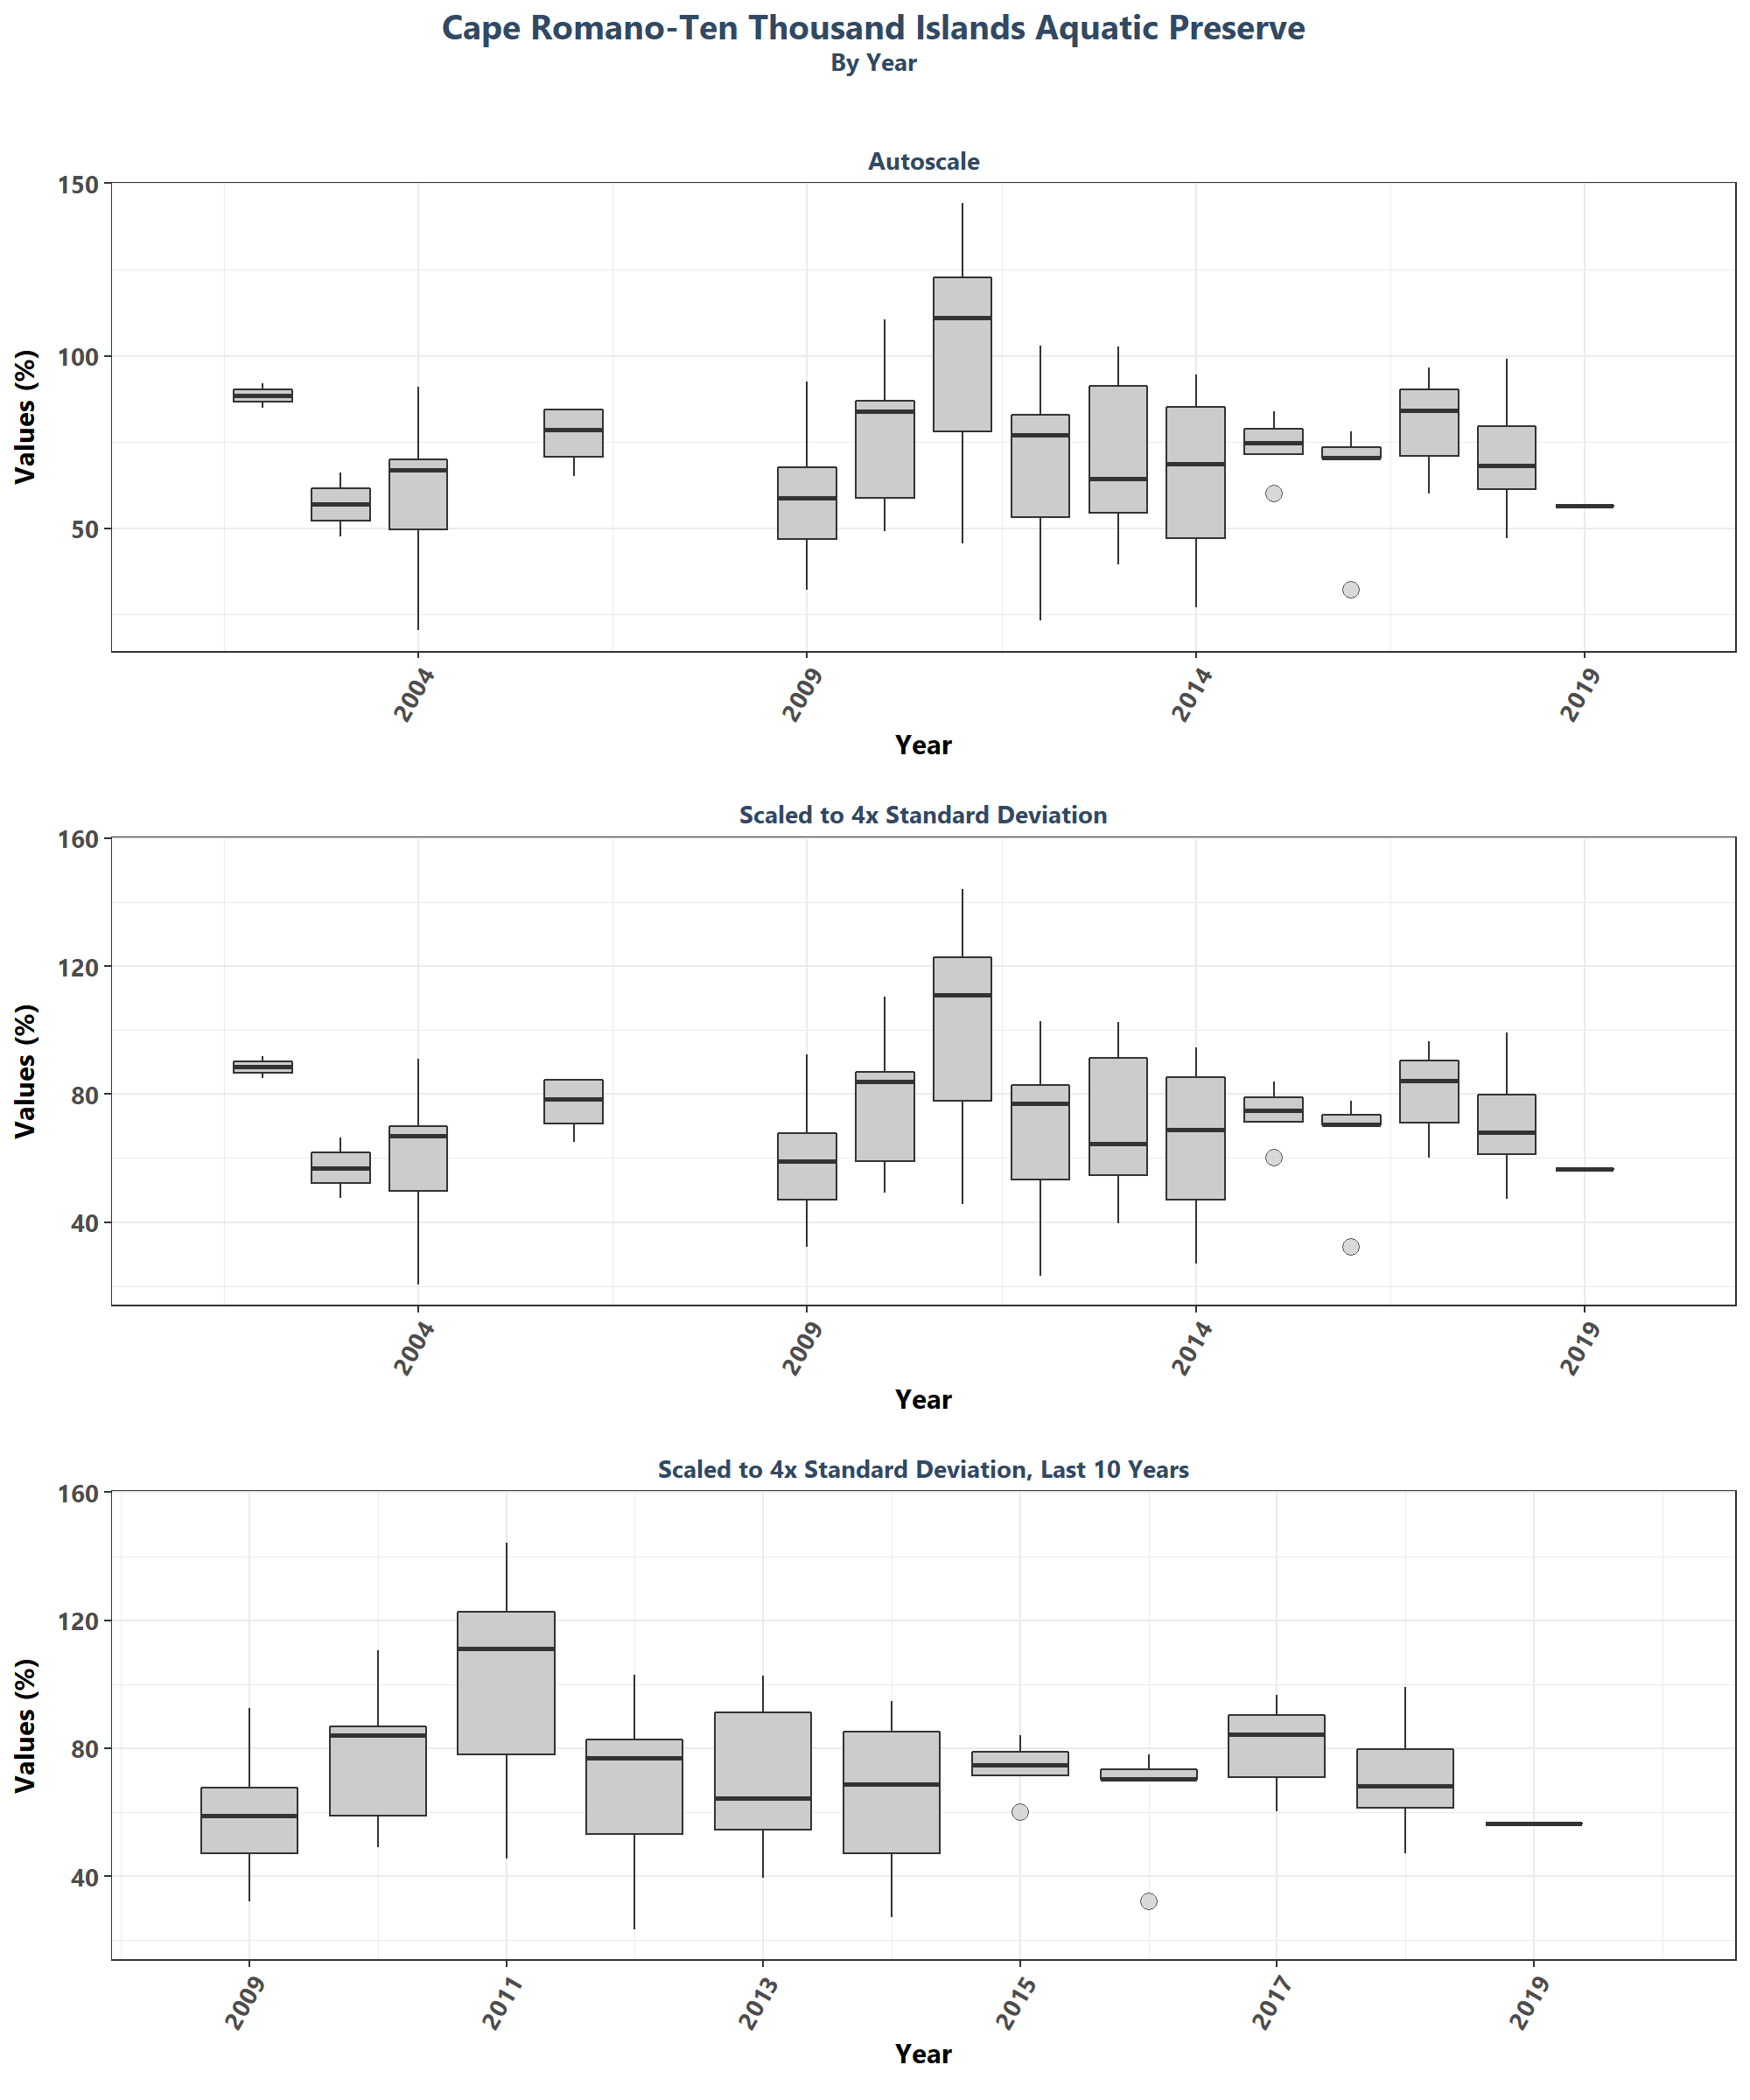 Cape Romano-Ten Thousand Islands Aquatic Preserve
By Year
Autoscale
150
100
50
Values (%)
2004 2009 2014 2019
Year
Scaled to 4x Standard Deviation
160
120
80
40
Values (%)
2004 2009 2014 2019
Year
Scaled to 4x Standard Deviation, Last 10 Years
160
120
80
40
Values (%)
2009 2011 2013 2015 2017 2019
Year